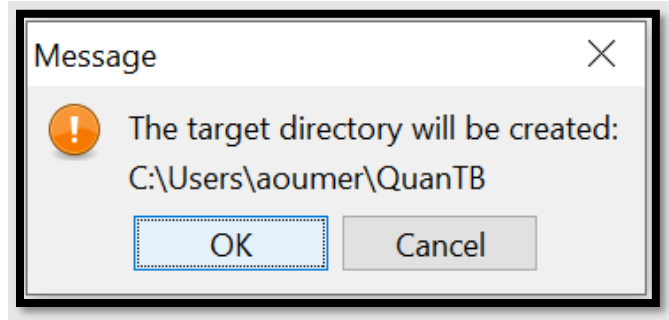 Message
The target directory will be created:
C:\Users\aoumer\QuanTB
OK
Cancel